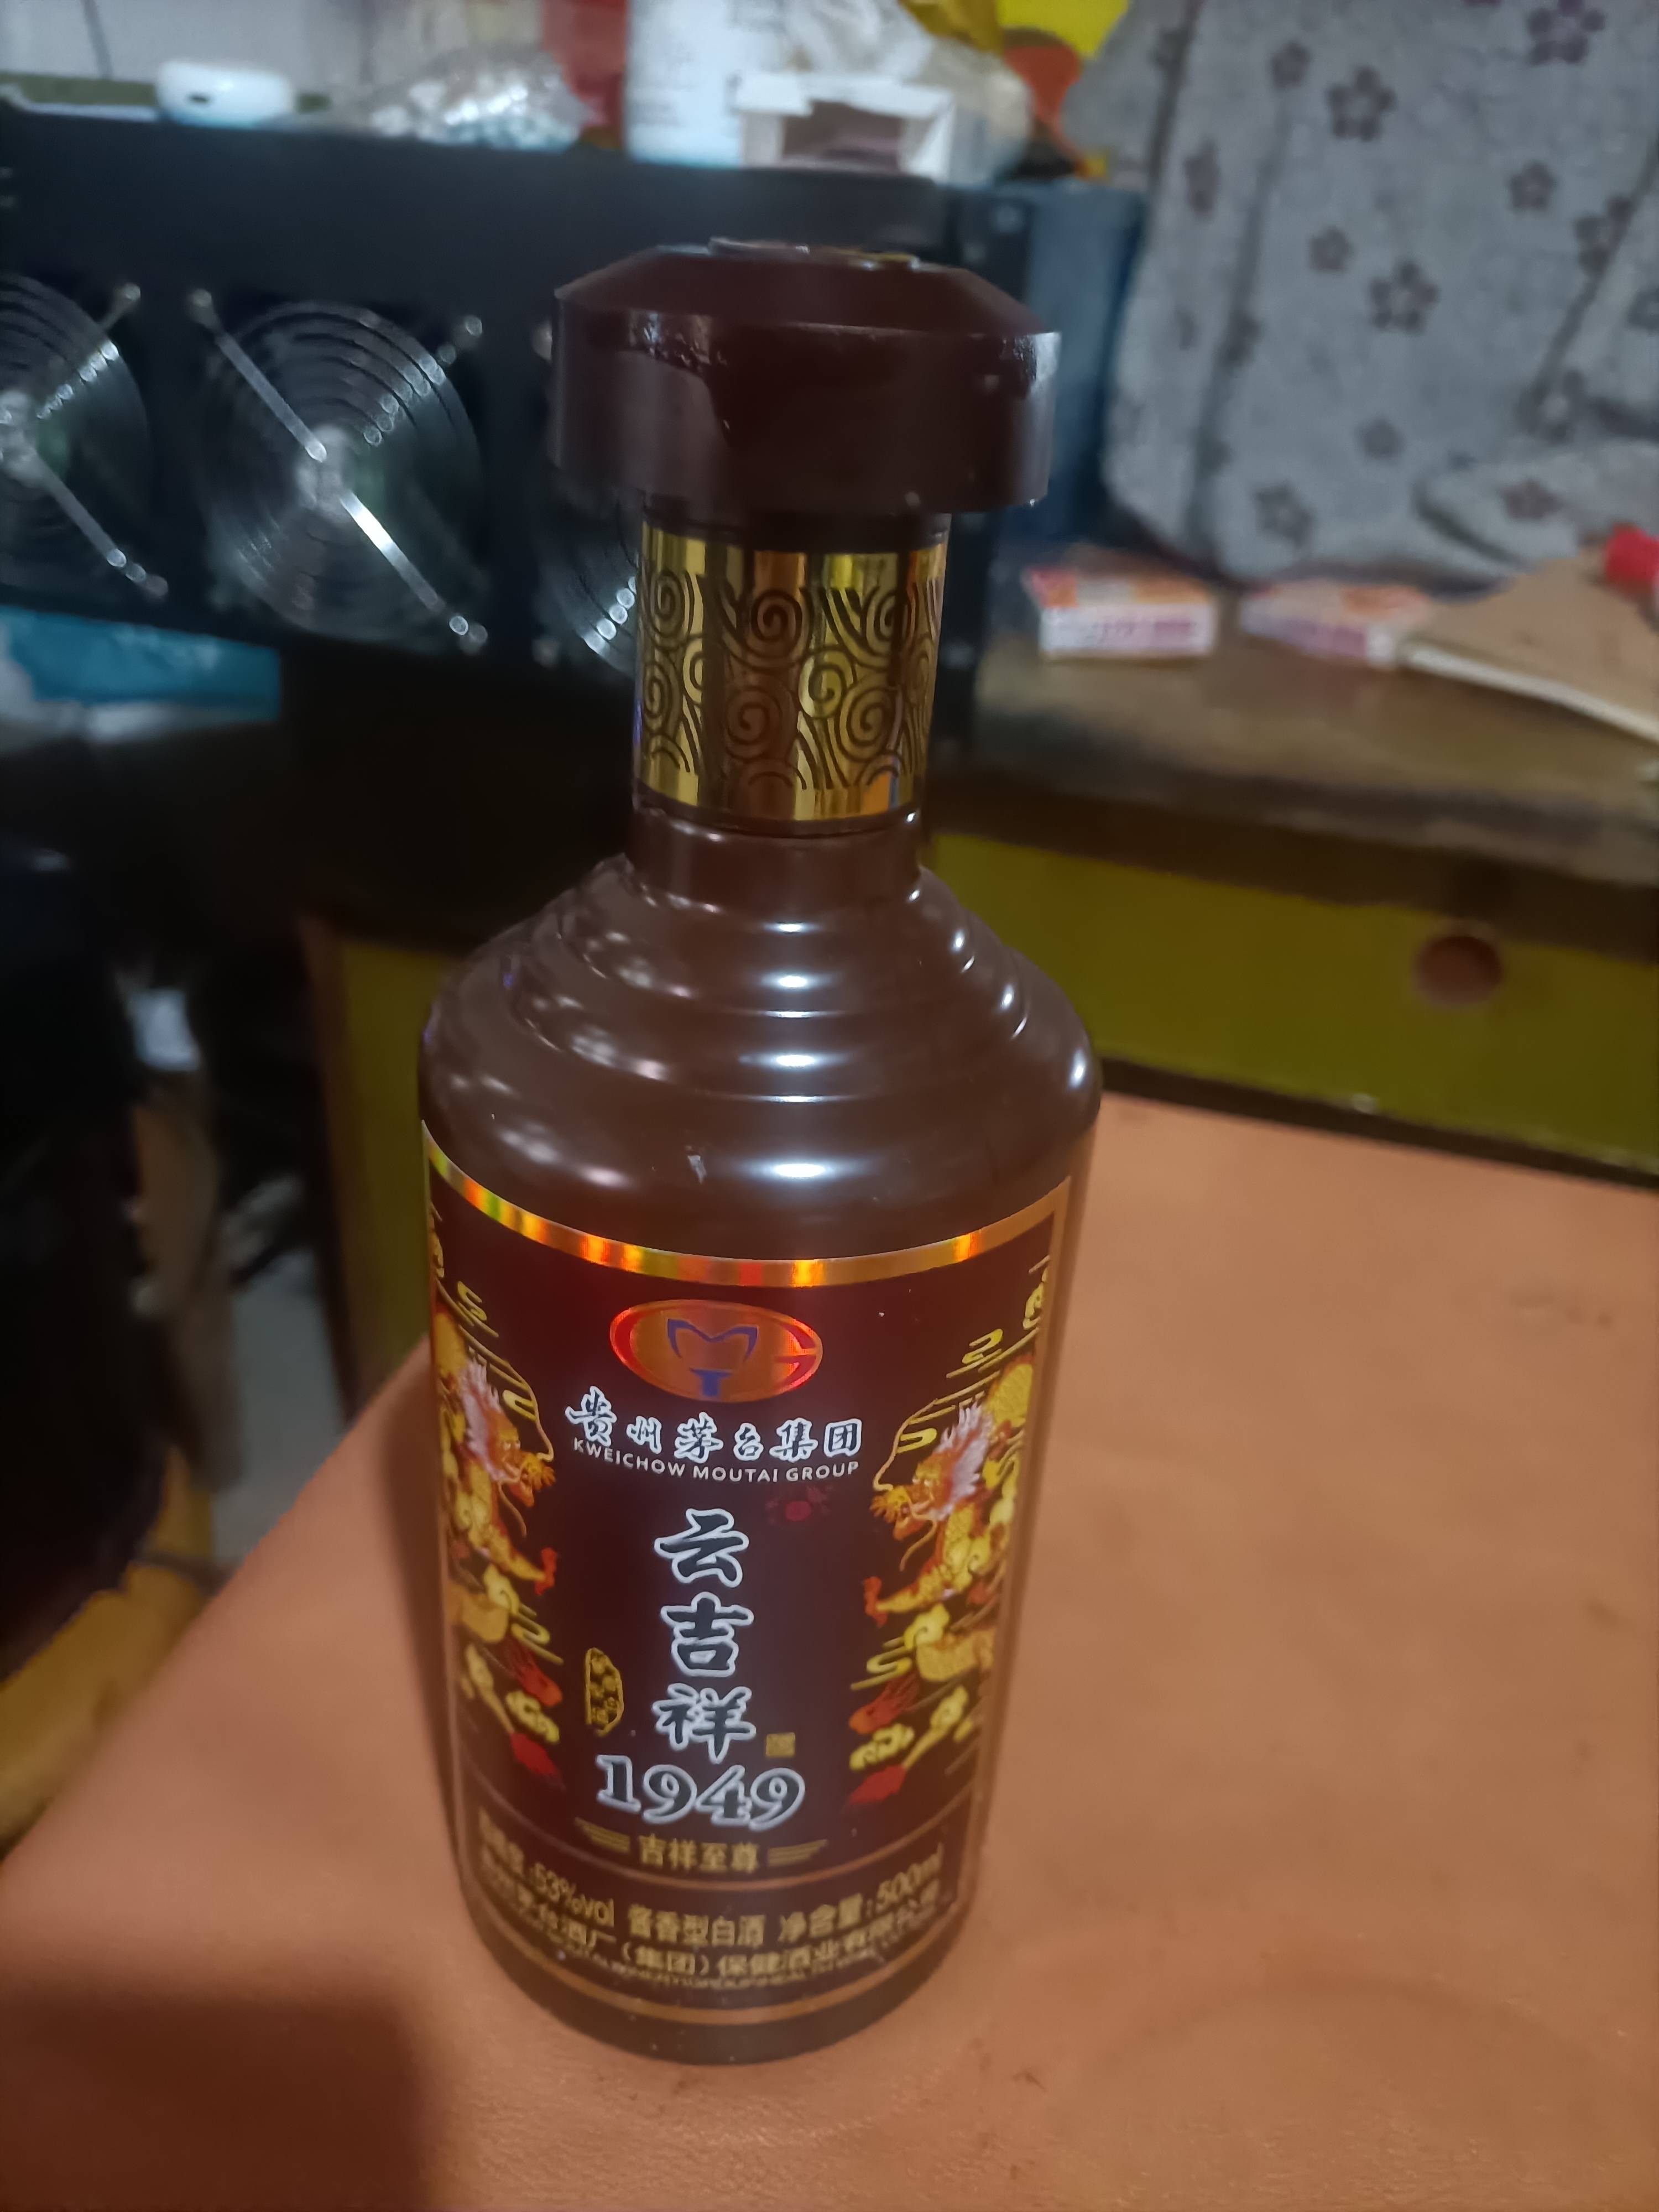 贵州茅台集团
KWEICHOW MOUTAI GROUP
云吉祥
1949
吉祥至尊
53%vol 酱香型白酒 净含量:500ml
酒厂(集团)保健酒业有限公司